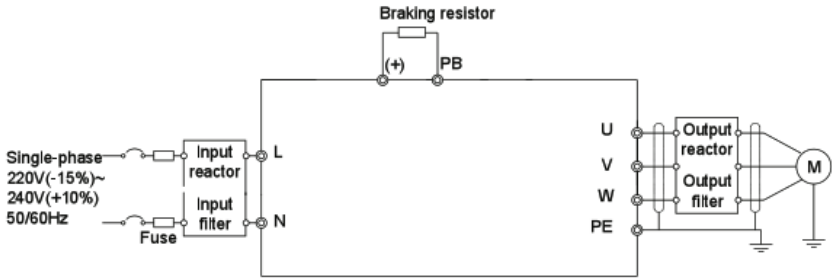 Braking resistor
(+)
PB
Single-phase
220V(-15%)~
240V(+10%)
50/60Hz
Fuse
Input
reactor
Input
filter
L
N
U
V
W
PE
Output
reactor
Output
filter
M